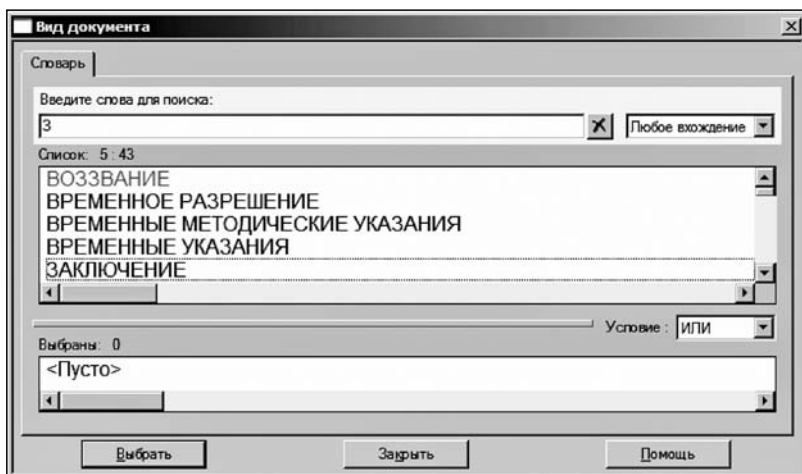 Вид документа
Словарь
Введите слова для поиска:
З
Любое вхождение
Список: 5 : 43
ВОЗЗВАНИЕ
ВРЕМЕННОЕ РАЗРЕШЕНИЕ
ВРЕМЕННЫЕ МЕТОДИЧЕСКИЕ УКАЗАНИЯ
ВРЕМЕННЫЕ УКАЗАНИЯ
ЗАКЛЮЧЕНИЕ
Условие : ИЛИ
Выбраны: 0
<Пусто>
Выбрать Закрыть Помощь